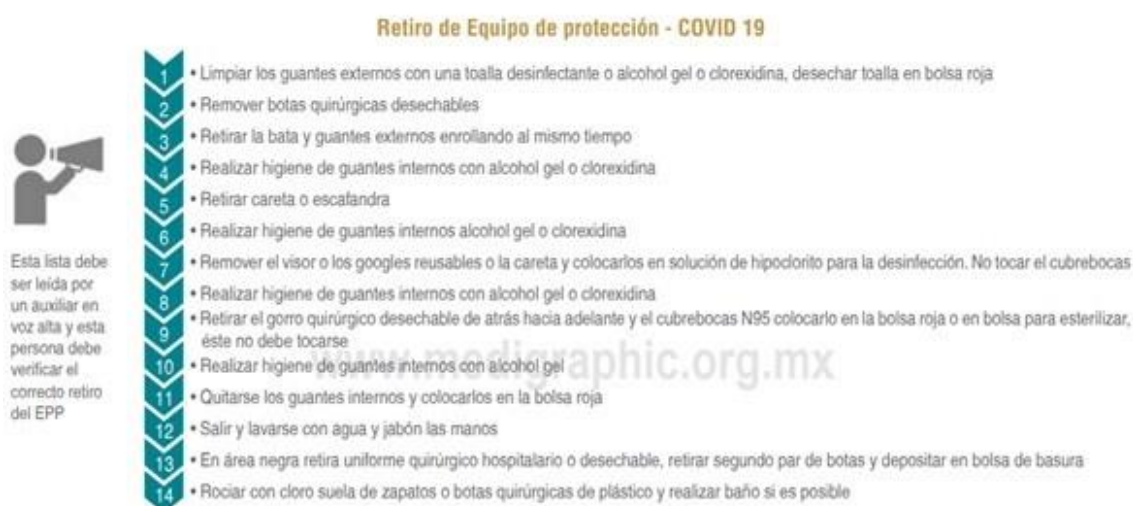 Retiro de Equipo de protección - COVID 19
1 • Limpiar los guantes externos con una toalla desinfectante o alcohol gel o clorexidina, desechar toalla en bolsa roja
2 • Remover botas quirúrgicas desechables
3 • Retirar la bata y guantes externos enrollando al mismo tiempo
4 • Realizar higiene de guantes internos con alcohol gel o clorexidina
5 • Retirar careta o escafandra
6 • Realizar higiene de guantes internos alcohol gel o clorexidina
7 • Remover el visor o los googles reusables o la careta y colocarlos en solución de hipoclorito para la desinfección. No tocar el cubrebocas
8 • Realizar higiene de guantes internos con alcohol gel o clorexidina
9 • Retirar el gorro quirúrgico desechable de atrás hacia adelante y el cubrebocas N95 colocarlo en la bolsa roja o en bolsa para esterilizar,
éste no debe tocarse
10 • Realizar higiene de guantes internos con alcohol gel
11 • Quitarse los guantes internos y colocarlos en la bolsa roja
12 • Salir y lavarse con agua y jabón las manos
13 • En área negra retira uniforme quirúrgico hospitalario o desechable, retirar segundo par de botas y depositar en bolsa de basura
14 • Rociar con cloro suela de zapatos o botas quirúrgicas de plástico y realizar baño si es posible
Esta lista debe
ser leída por
un auxiliar en
voz alta y esta
persona debe
verificar el
correcto retiro
del EPP
www.medigraphic.org.mx